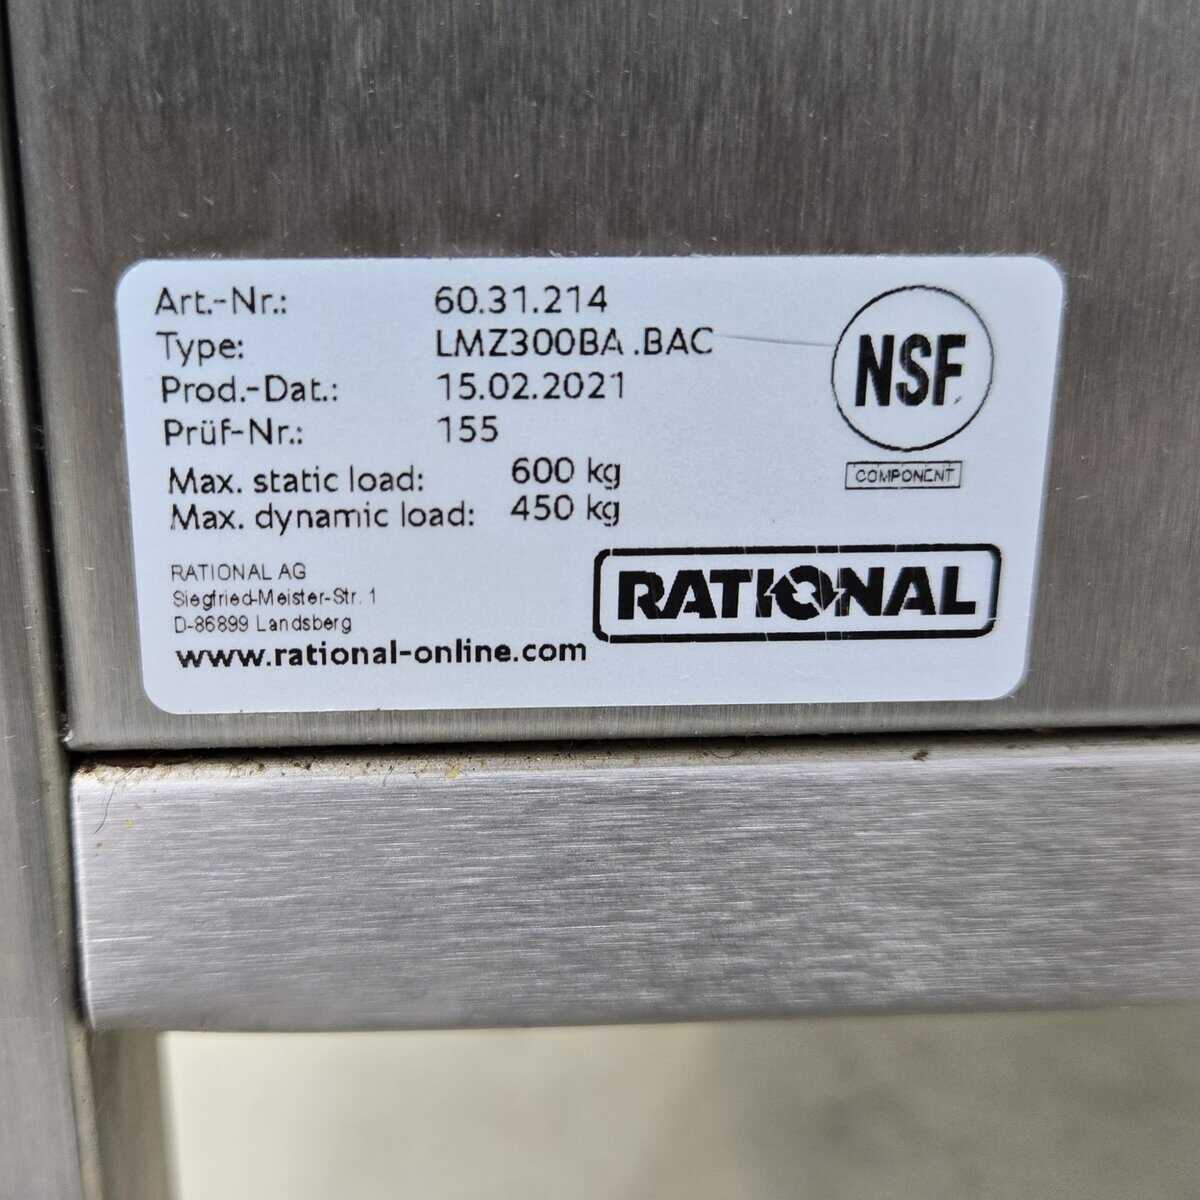 Art.-Nr.: 60.31.214
Type: LMZ300BA .BAC
Prod.-Dat.: 15.02.2021
Prüf-Nr.: 155
Max. static load: 600 kg
Max. dynamic load: 450 kg
NSF
COMPONENT
RATIONAL AG
Siegfried-Meister-Str. 1
D-86899 Landsberg
www.rational-online.com
RATIONAL